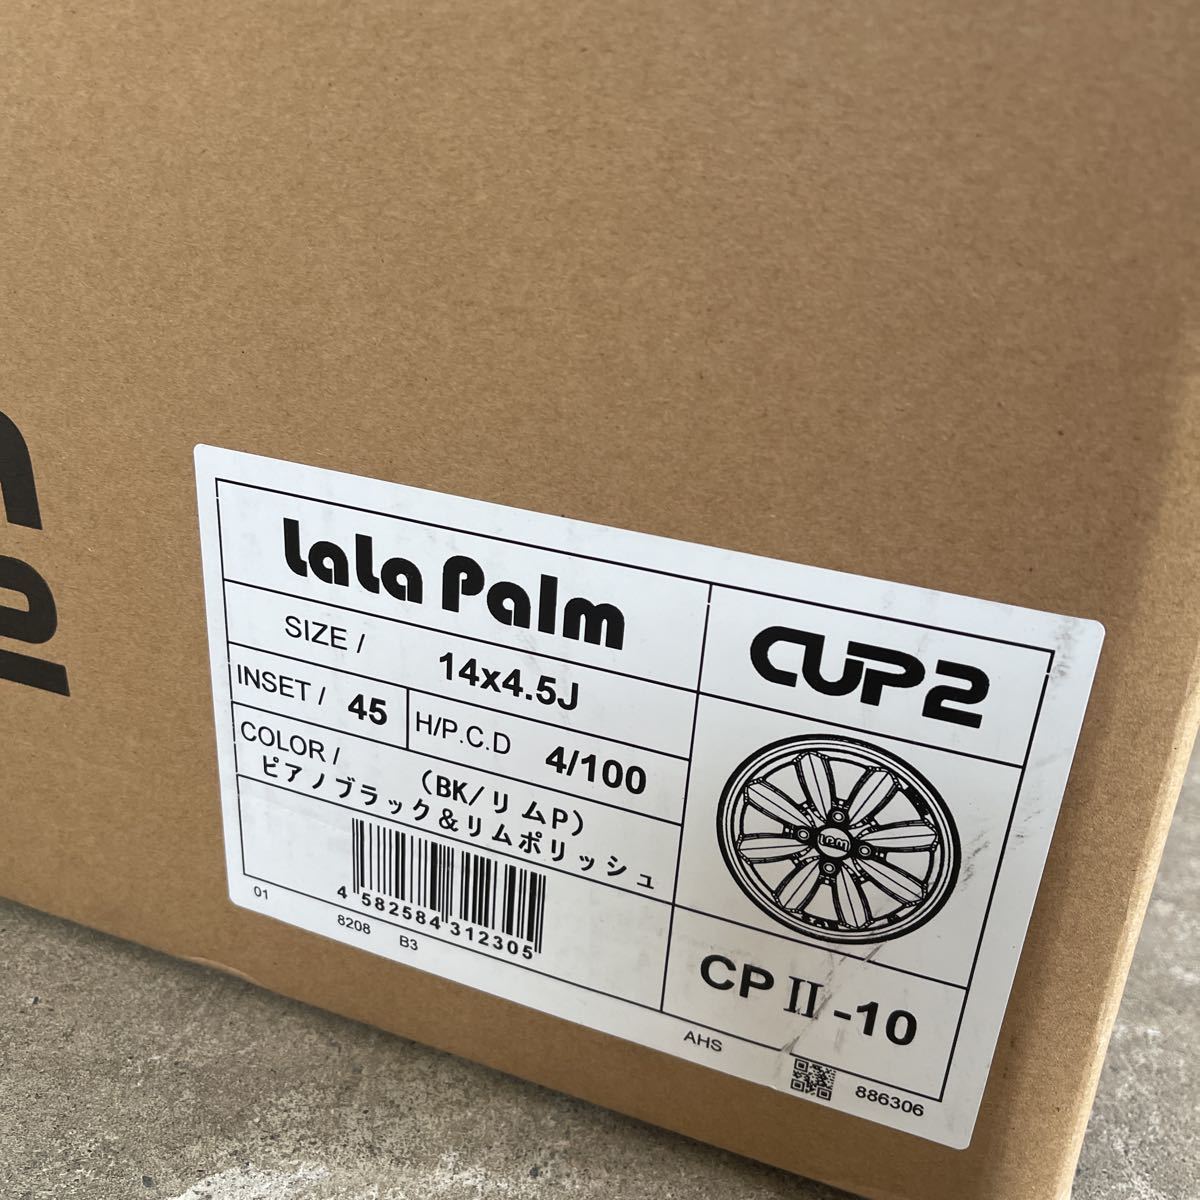 LaLa Palm
CUP2
SIZE / 14x4.5J
INSET / 45 H/P.C.D 4/100
COLOR / (BK/リムP)
ピアノブラック&リムポリッシュ
4 582584 312305
01 8208 B3
CP II -10
AHS
886306